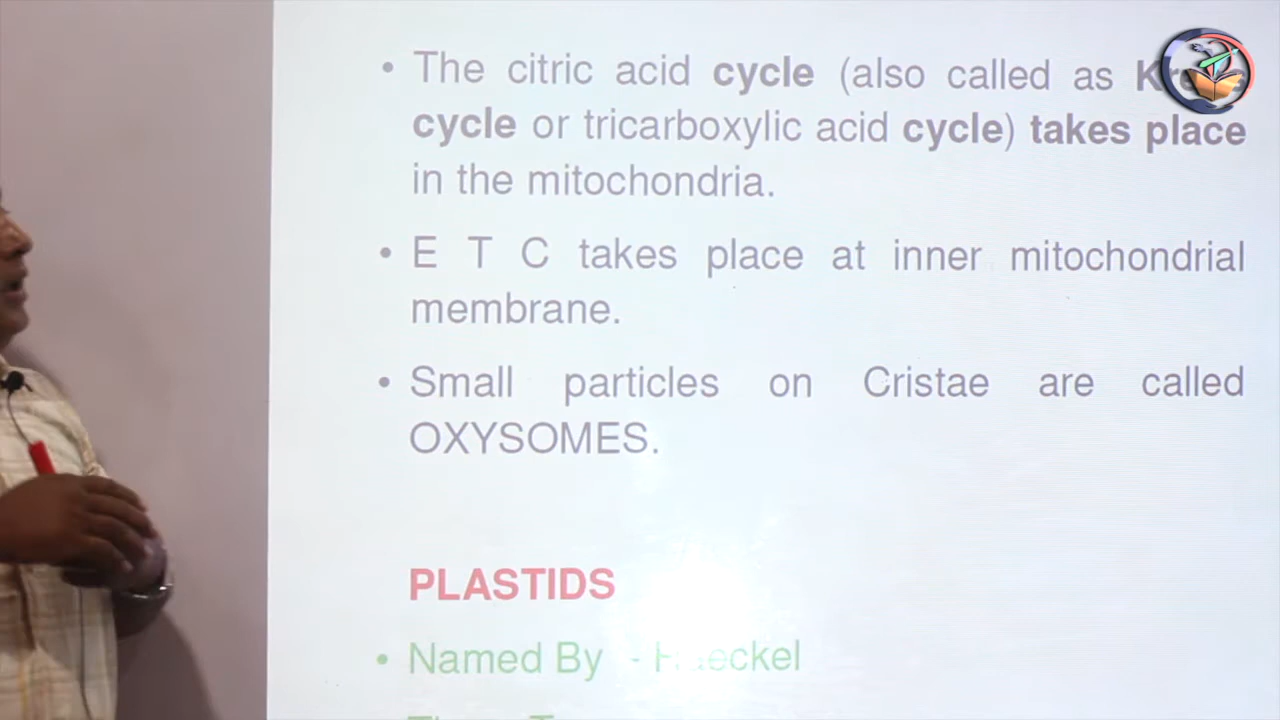 • The citric acid cycle (also called as
cycle or tricarboxylic acid cycle) takes place
in the mitochondria.
• E T C takes place at inner mitochondrial
membrane.
• Small particles on Cristae are called
OXYSOMES.
PLASTIDS
• Named By - Haeckel